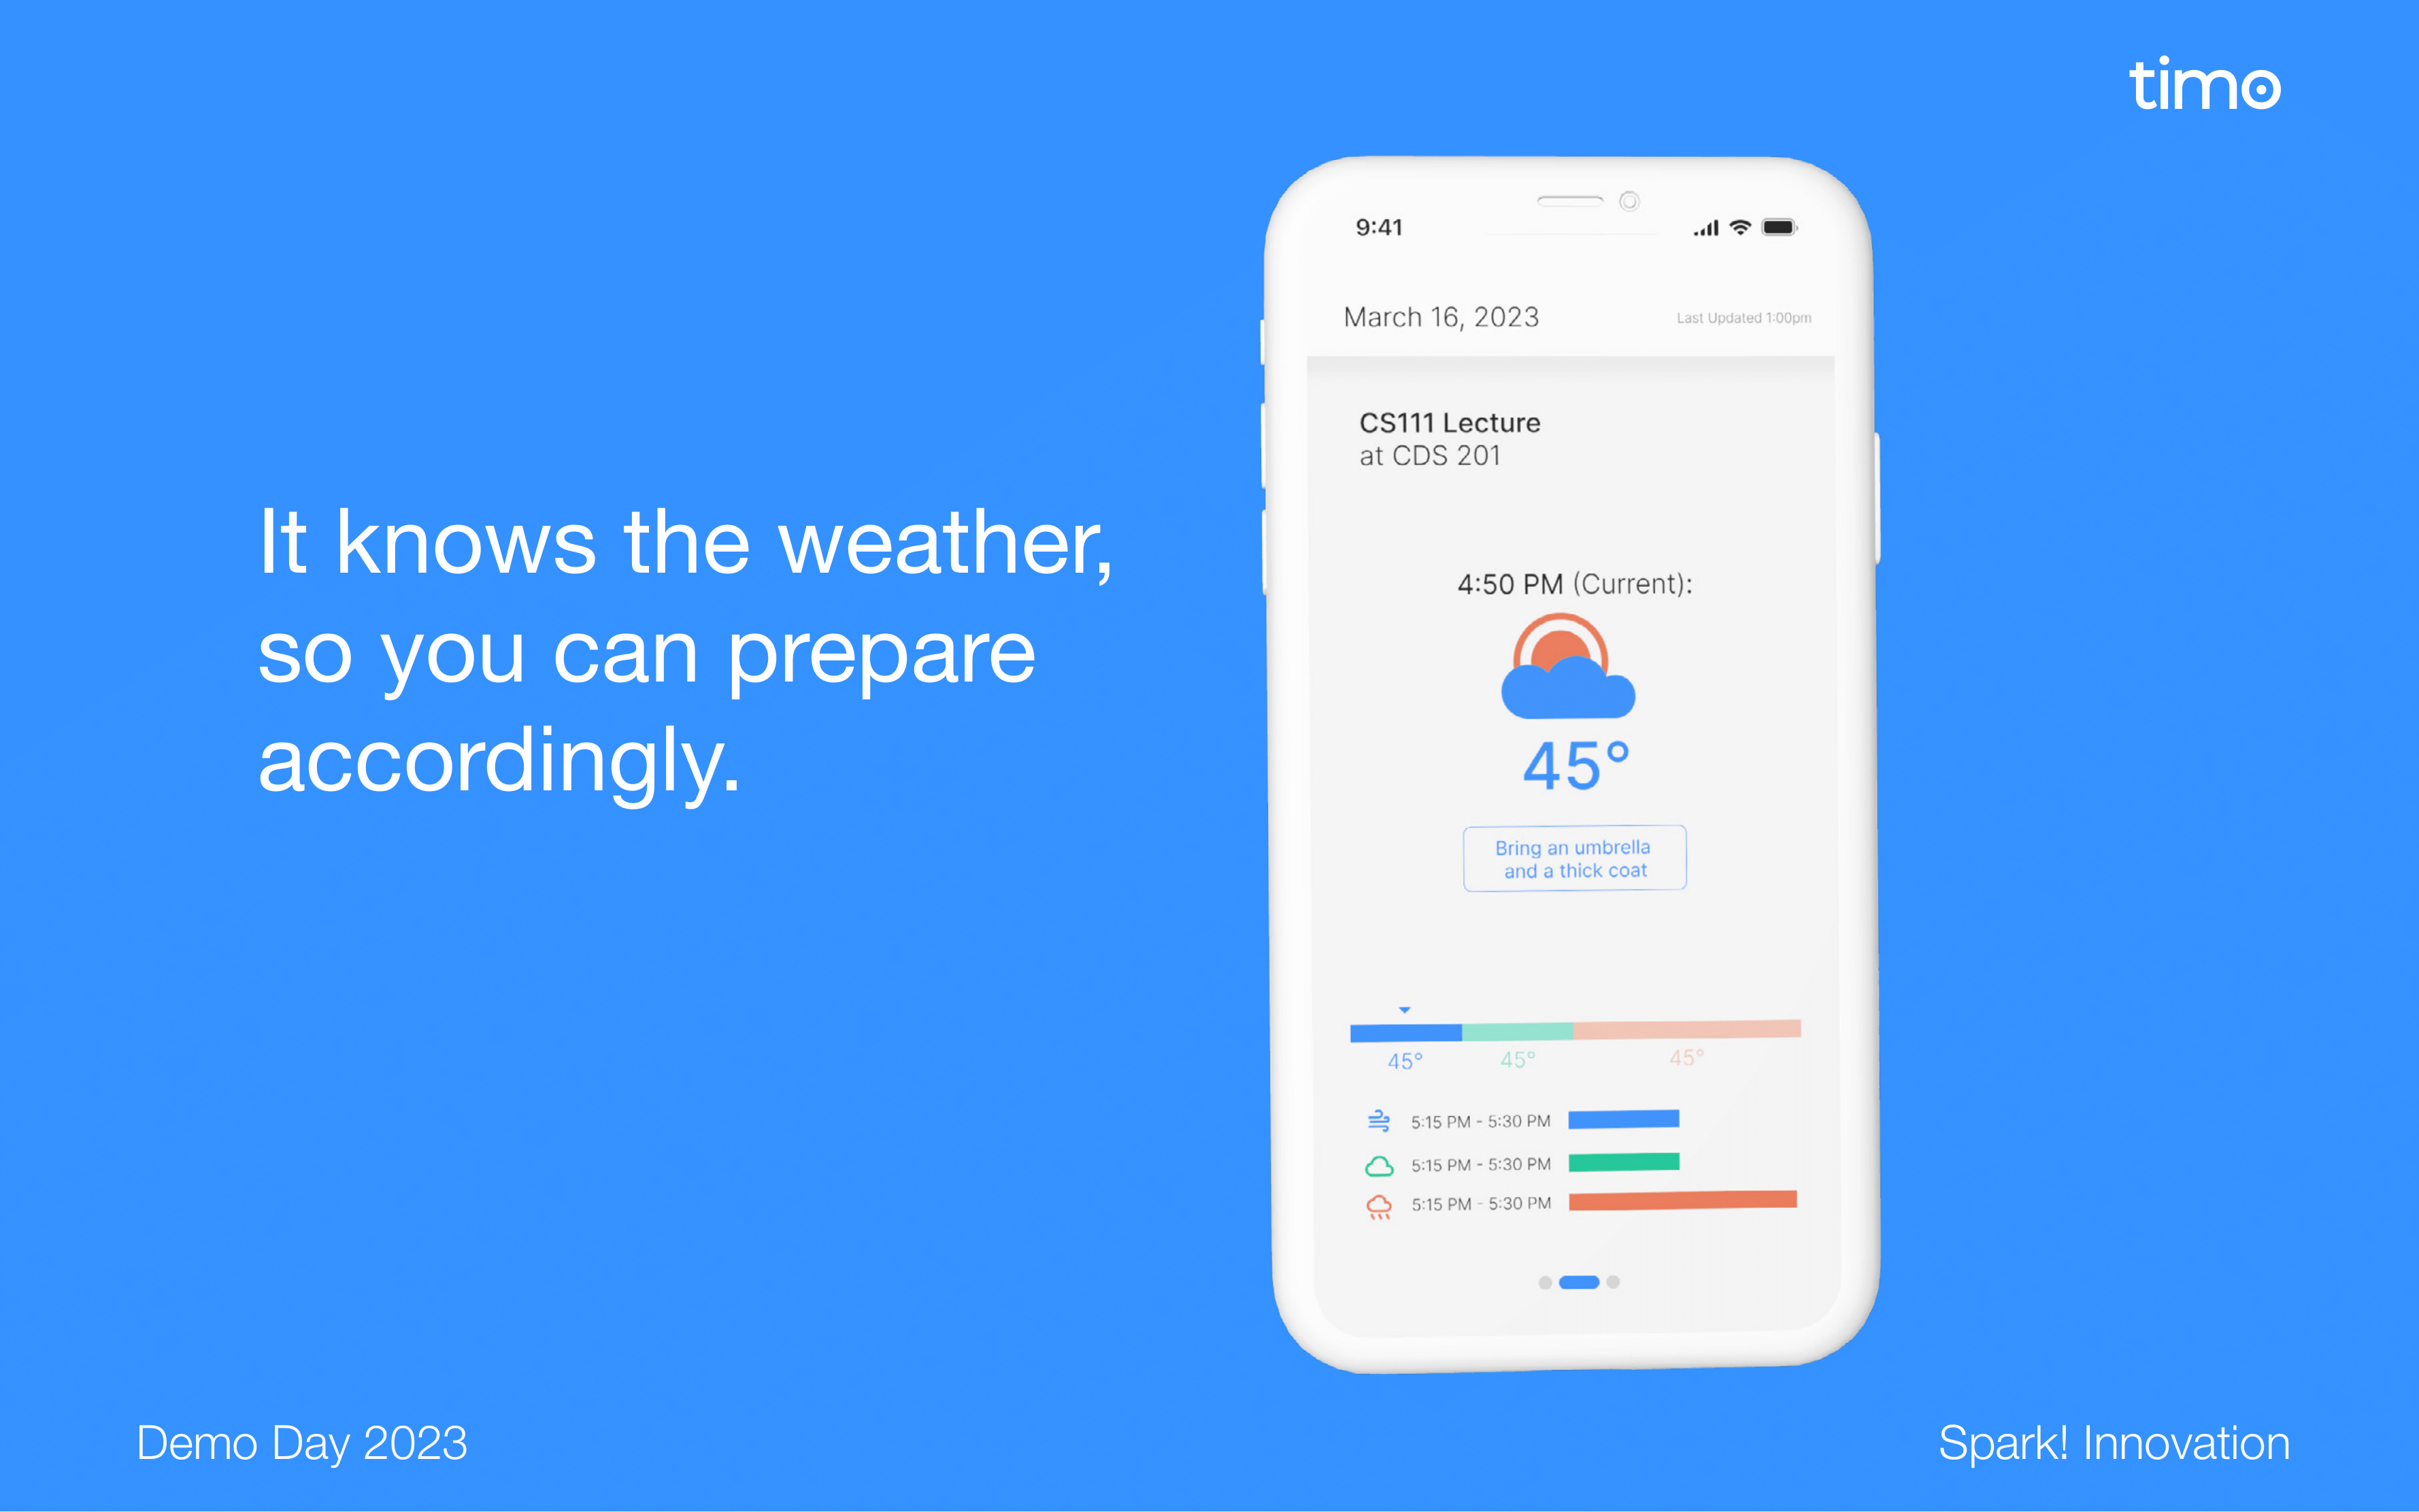 timo
It knows the weather,
so you can prepare
accordingly.
9:41
March 16, 2023
Last Updated 1:00pm
CS111 Lecture
at CDS 201
4:50 PM (Current):
45°
Bring an umbrella
and a thick coat
45° 45° 45°
5:15 PM - 5:30 PM
5:15 PM - 5:30 PM
5:15 PM - 5:30 PM
Demo Day 2023
Spark! Innovation